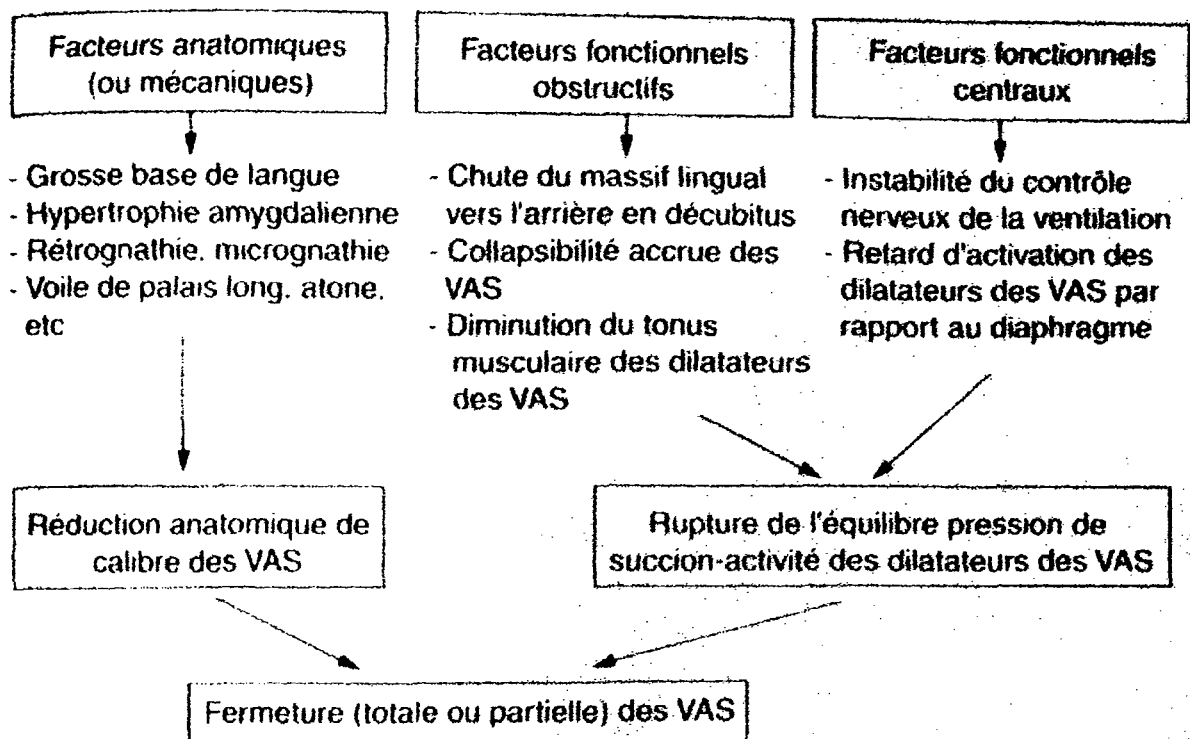 Facteurs anatomiques
(ou mécaniques)
Facteurs fonctionnels
obstructifs
Facteurs fonctionnels
centraux
- Grosse base de langue
- Hypertrophie amygdalienne
- Rétrognathie. micrognathie
- Voile de palais long. atone.
etc
- Chute du massif lingual
vers l'arrière en décubitus
- Collapsibilité accrue des
VAS
- Diminution du tonus
musculaire des dilatateurs
des VAS
- Instabilité du contrôle
nerveux de la ventilation
- Retard d'activation des
dilatateurs des VAS par
rapport au diaphragme
Réduction anatomique de
calibre des VAS
Rupture de l'équilibre pression de
succion-activité des dilatateurs des VAS
Fermeture (totale ou partielle) des VAS